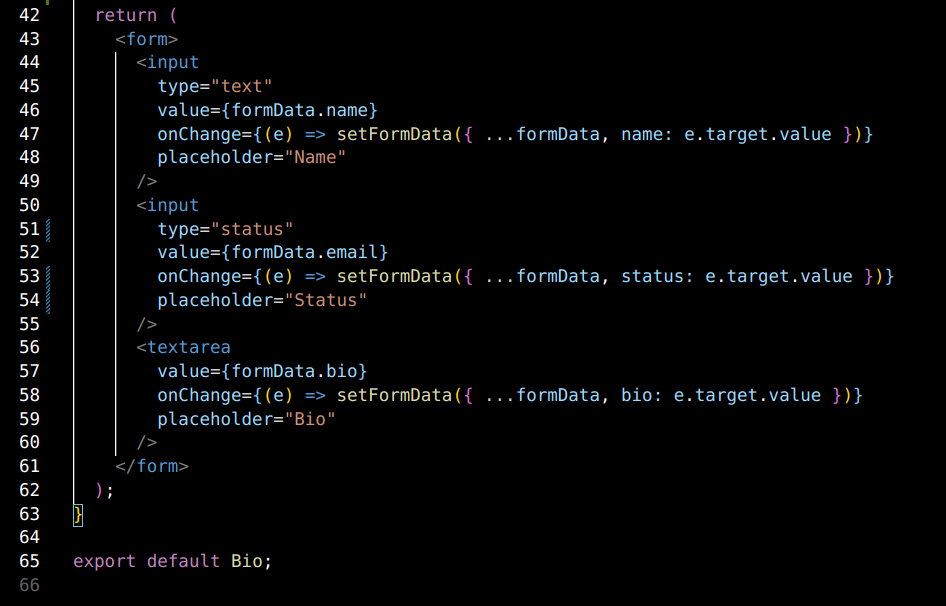 42 return (
43 <form>
44 <input
45 type="text"
46 value={formData.name}
47 onChange={(e) => setFormData({ ...formData, name: e.target.value })}
48 placeholder="Name"
49 />
50 <input
51 type="status"
52 value={formData.email}
53 onChange={(e) => setFormData({ ...formData, status: e.target.value })}
54 placeholder="Status"
55 />
56 <textarea
57 value={formData.bio}
58 onChange={(e) => setFormData({ ...formData, bio: e.target.value })}
59 placeholder="Bio"
60 />
61 </form>
62 );
63 }
64
65 export default Bio;
66